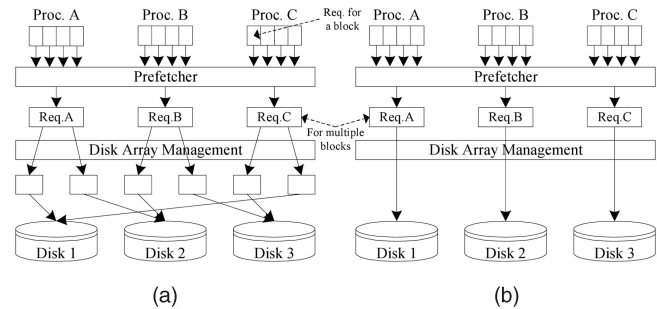 Proc. A Proc. B Proc. C Req. for a block Proc. A Proc. B Proc. C
Prefetcher Prefetcher
Req.A Req.B Req.C For multiple blocks Req.A Req.B Req.C
Disk Array Management Disk Array Management
Disk 1 Disk 2 Disk 3 Disk 1 Disk 2 Disk 3
(a) (b)